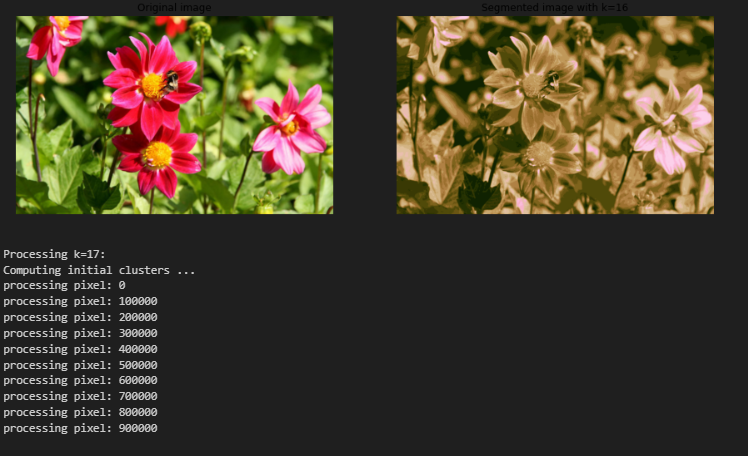 Original image
Segmented image with k=16
Processing k=17:
Computing initial clusters ...
processing pixel: 0
processing pixel: 100000
processing pixel: 200000
processing pixel: 300000
processing pixel: 400000
processing pixel: 500000
processing pixel: 600000
processing pixel: 700000
processing pixel: 800000
processing pixel: 900000